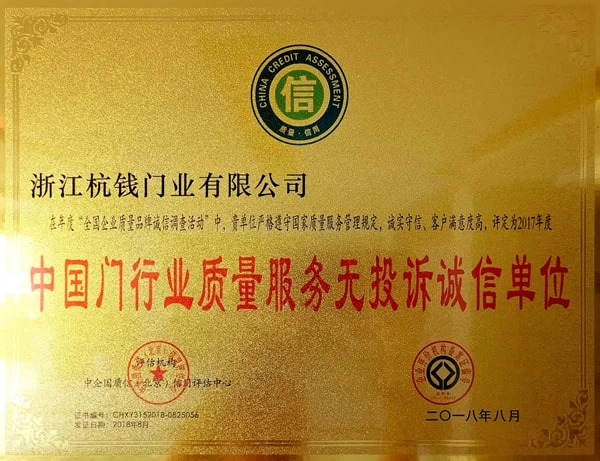 CHINA CREDIT ASSESSMENT
信
质量·信用
浙江杭钱门业有限公司
在年度“全国企业质量品牌诚信调查活动”中，贵单位严格遵守国家质量服务管理规定，诚实守信、客户满意度高，评定为2017年度
中国门行业质量服务无投诉诚信单位
评估机构
中企国质信（北京）信用评估中心
证书编号：CHXY3152018-0825056
发证日期：2018年8月
二〇一八年八月